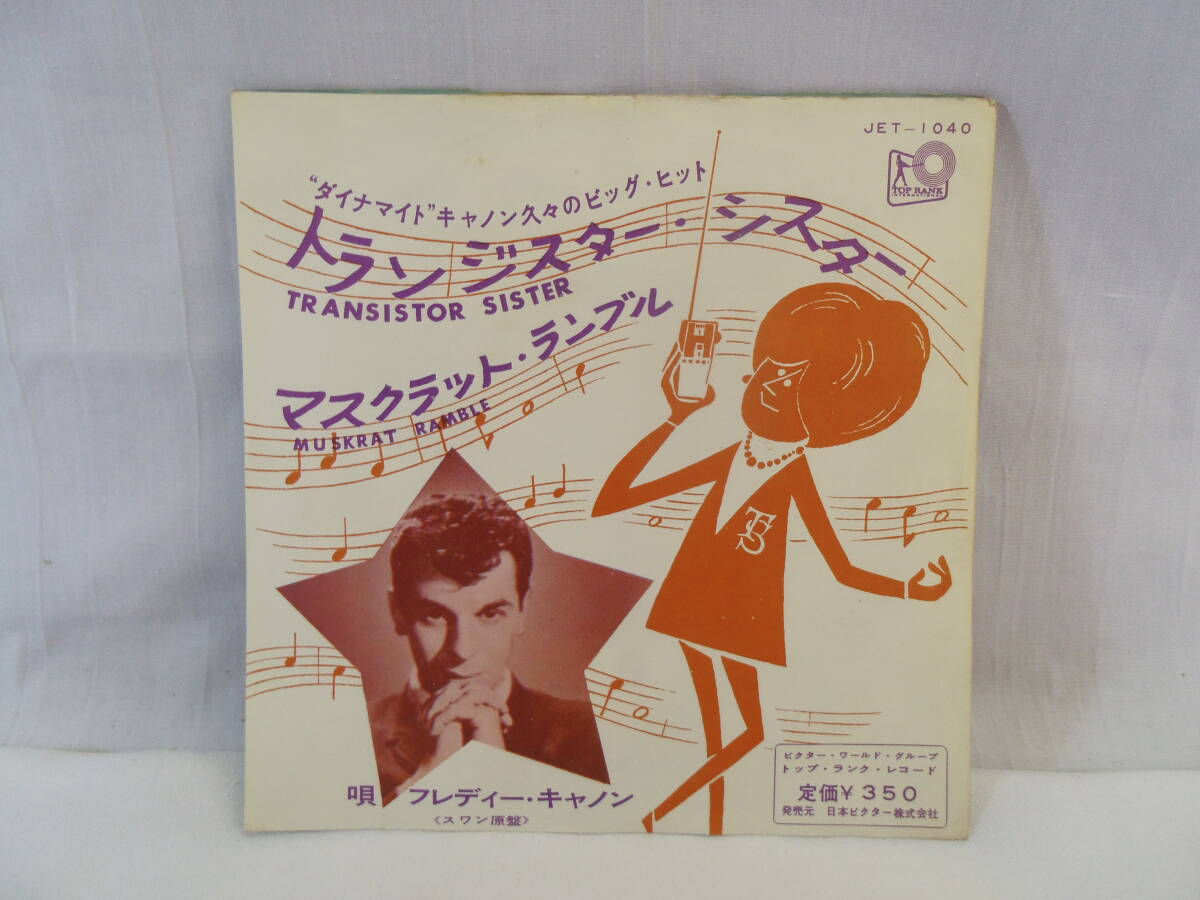 JET-1040
TOP RANK
INTERNATIONAL
“ダイナマイト”キャノン久々のビッグ・ヒット
トランジスター・シスター
TRANSISTOR SISTER
マスクラット・ランブル
MUSKRAT RAMBLE
TS
唄 フレディー・キャノン
《スワン原盤》
ビクター・ワールド・グループ
トップ・ランク・レコード
定価¥350
発売元 日本ビクター株式会社